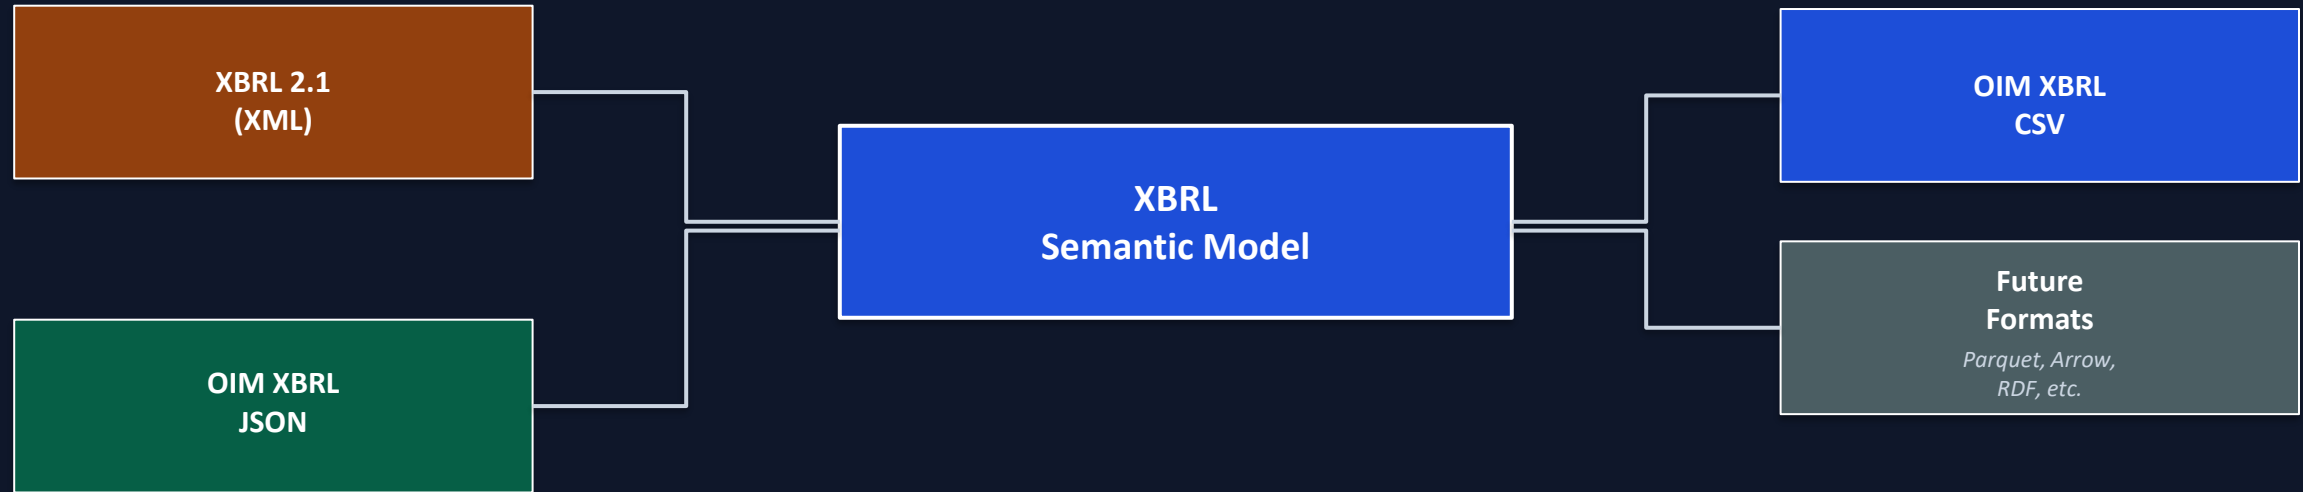 XBRL 2.1
(XML)
OIM XBRL
JSON
XBRL
Semantic Model
OIM XBRL
CSV
Future
Formats
Parquet, Arrow,
RDF, etc.